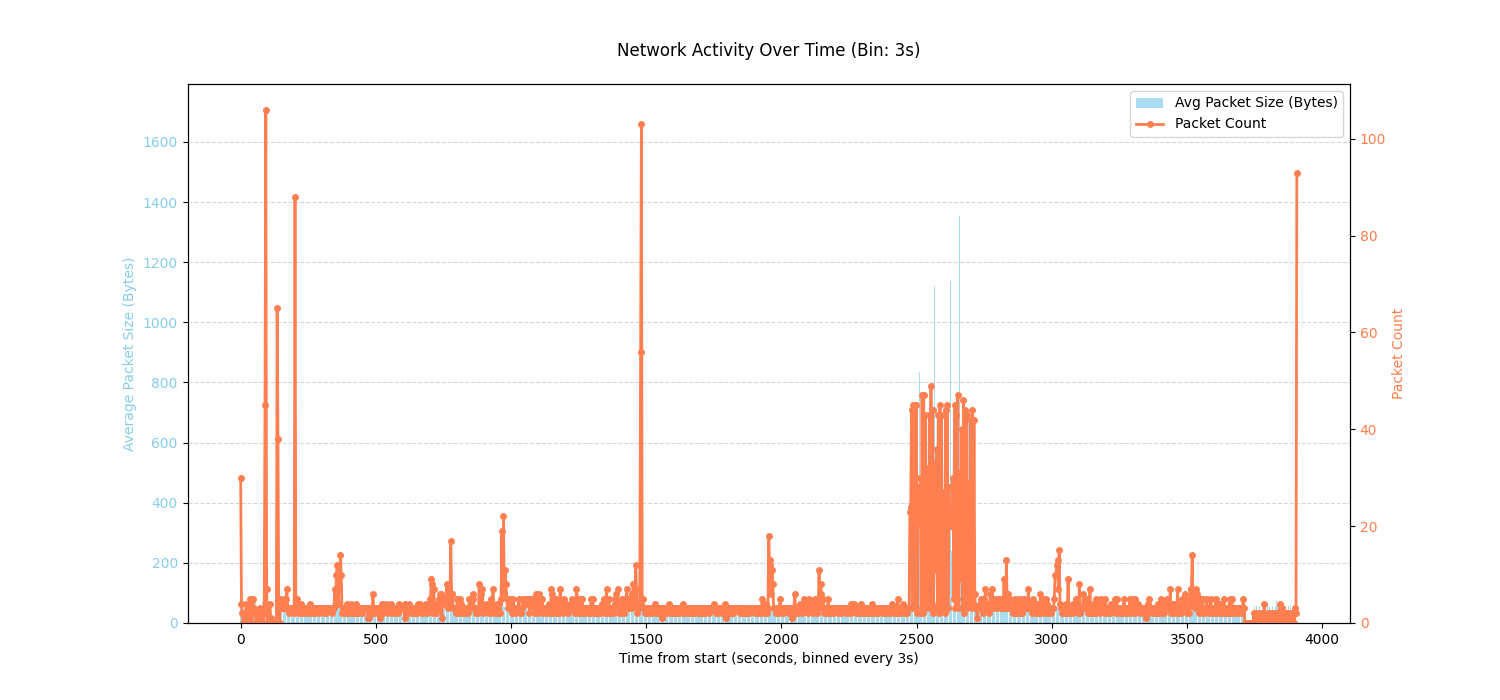 Network Activity Over Time (Bin: 3s)
Avg Packet Size (Bytes)
Packet Count
1600
1400
1200
1000
800
600
400
200
0
Average Packet Size (Bytes)
100
80
60
40
20
0
Packet Count
0 500 1000 1500 2000 2500 3000 3500 4000
Time from start (seconds, binned every 3s)